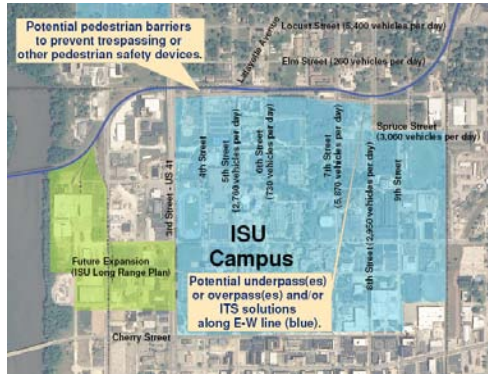 Potential pedestrian barriers
to prevent trespassing or
other pedestrian safety devices.
Lafayette Avenue
Locust Street (5,400 vehicles per day)
Elm Street (260 vehicles per day)
Spruce Street
(3,060 vehicles per day)
3rd Street - US 41
4th Street
5th Street
(2,760 vehicles per day)
6th Street
(730 vehicles per day)
7th Street
(5,870 vehicles per day)
8th Street (2,950 vehicles per day)
9th Street
ISU
Campus
Future Expansion
(ISU Long Range Plan)
Potential underpass(es)
or overpass(es) and/or
ITS solutions
along E-W line (blue).
Cherry Street